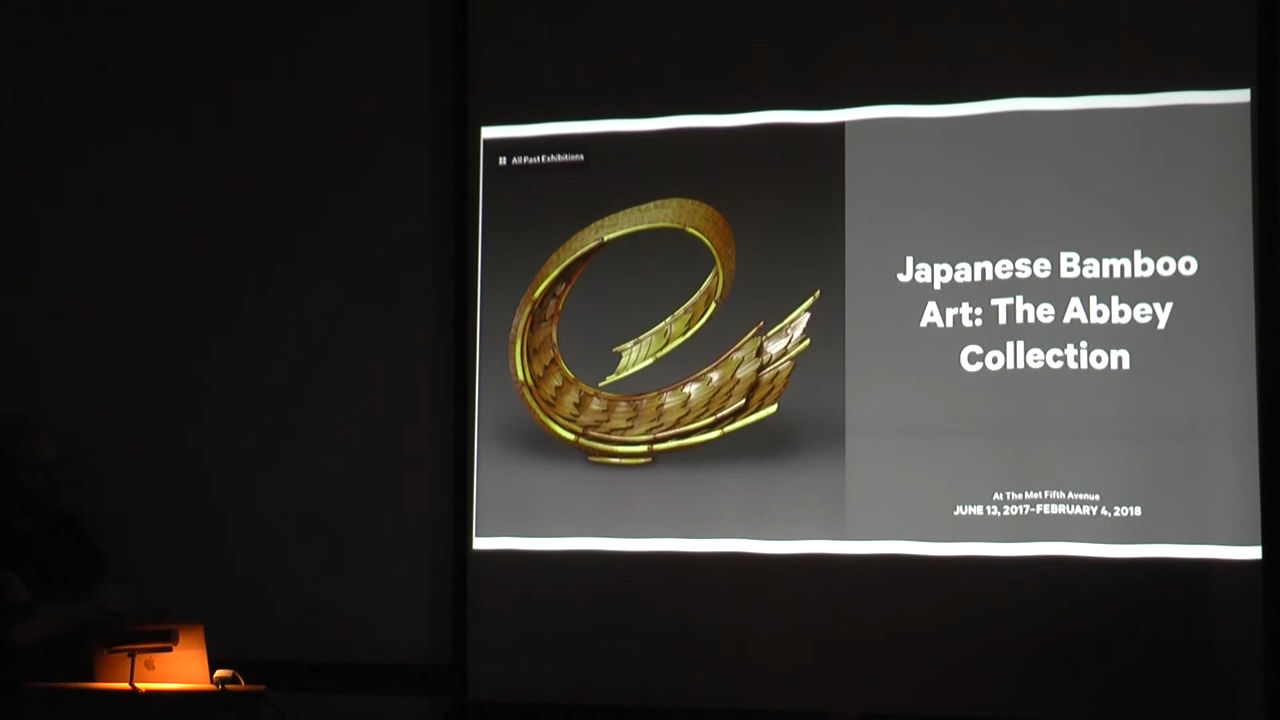 All Past Exhibitions
Japanese Bamboo
Art: The Abbey
Collection
At The Met Fifth Avenue
JUNE 13, 2017–FEBRUARY 4, 2018